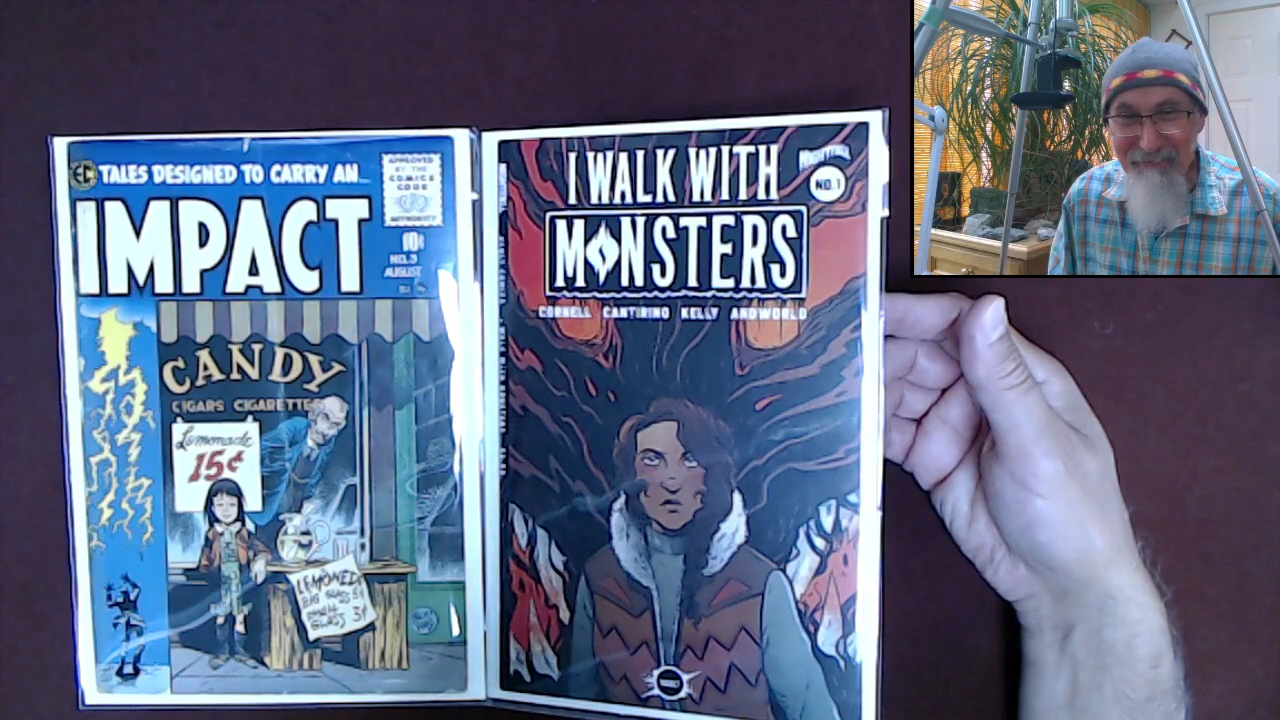 EC
TALES DESIGNED TO CARRY AN...
IMPACT
APPROVED
BY THE
COMICS
CODE
AUTHORITY
10¢
NO.3
AUGUST
CANDY
CIGARS CIGARETTES
Lemonade
15¢
LEMONEDE
BIG GLASS 5¢
SMALL
GLASS 3¢
I WALK WITH
MONSTERS
NO.1
CORNELL CANTIRINO KELLY ANDWORLD